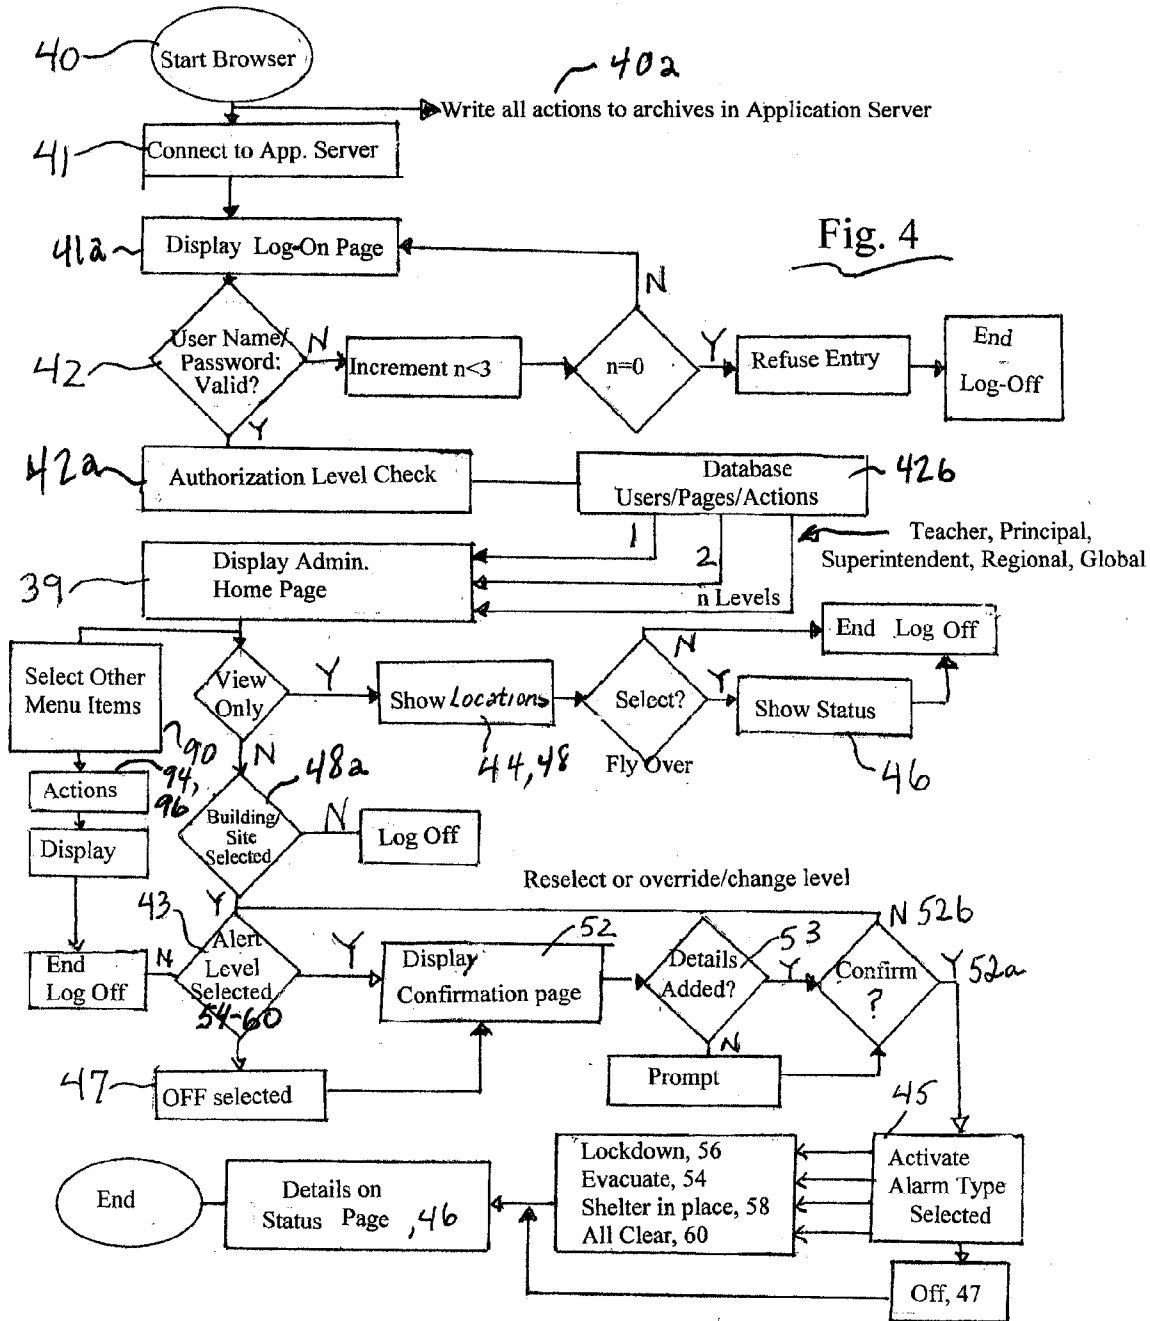 40
Start Browser
40a
Write all actions to archives in Application Server
41
Connect to App. Server
41a
Display Log-On Page
Fig. 4
N
42
User Name/
Password:
Valid?
N
Increment n<3
n=0
Y
Refuse Entry
End
Log-Off
Y
42a
Authorization Level Check
Database
Users/Pages/Actions
42b
1
2
n Levels
Teacher, Principal,
Superintendent, Regional, Global
39
Display Admin.
Home Page
Select Other
Menu Items
90
View
Only
Y
Show Locations
44, 48
Select?
Fly Over
N
End Log Off
Y
Show Status
46
N
94,
96
Actions
48a
Building/
Site
Selected
N
Log Off
Display
Reselect or override/change level
Y
43
Alert
Level
Selected
54-60
N
End
Log Off
Y
52
Display
Confirmation page
Details
Added?
53
Y
N 52b
Confirm
?
Y 52a
N
Prompt
47
OFF selected
45
Activate
Alarm Type
Selected
Lockdown, 56
Evacuate, 54
Shelter in place, 58
All Clear, 60
Details on
Status Page
, 46
End
Off, 47